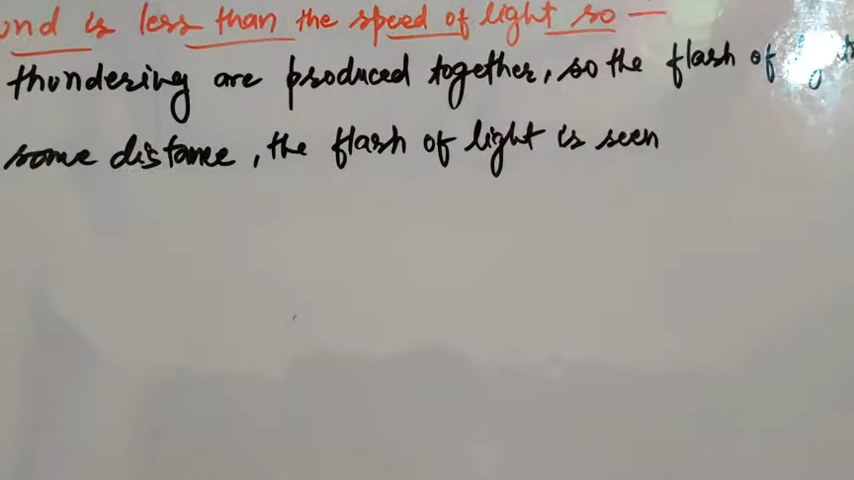 is less than the speed of light so —
thundering are produced together, so the flash of
some distance, the flash of light is seen